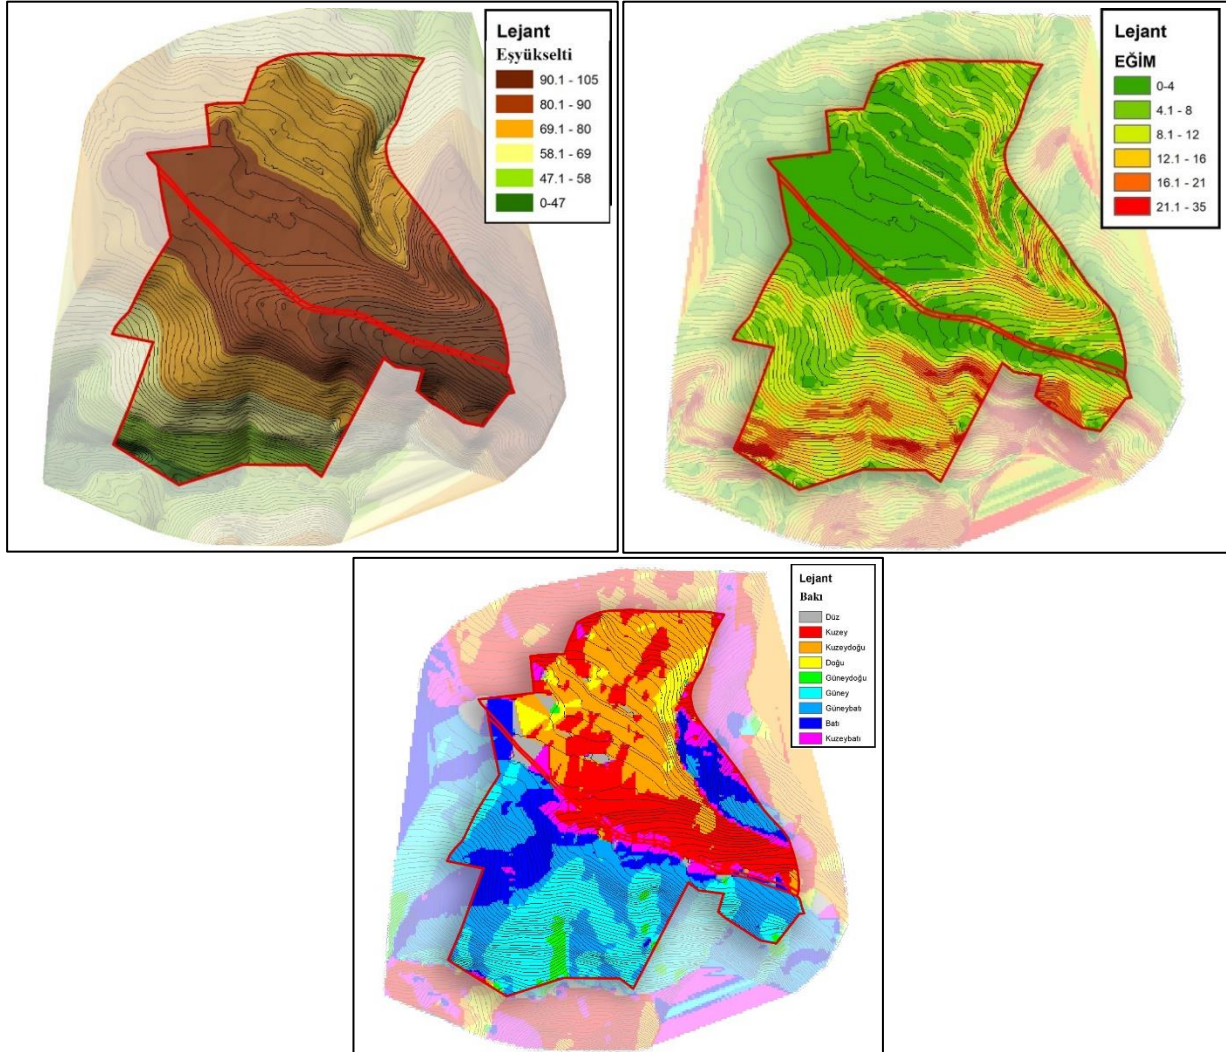 Lejant
Eşyükselti
90.1 - 105
80.1 - 90
69.1 - 80
58.1 - 69
47.1 - 58
0-47
Lejant
EĞİM
0-4
4.1 - 8
8.1 - 12
12.1 - 16
16.1 - 21
21.1 - 35
Lejant
Bakı
Düz
Kuzey
Kuzeydoğu
Doğu
Güneydoğu
Güney
Güneybatı
Batı
Kuzeybatı